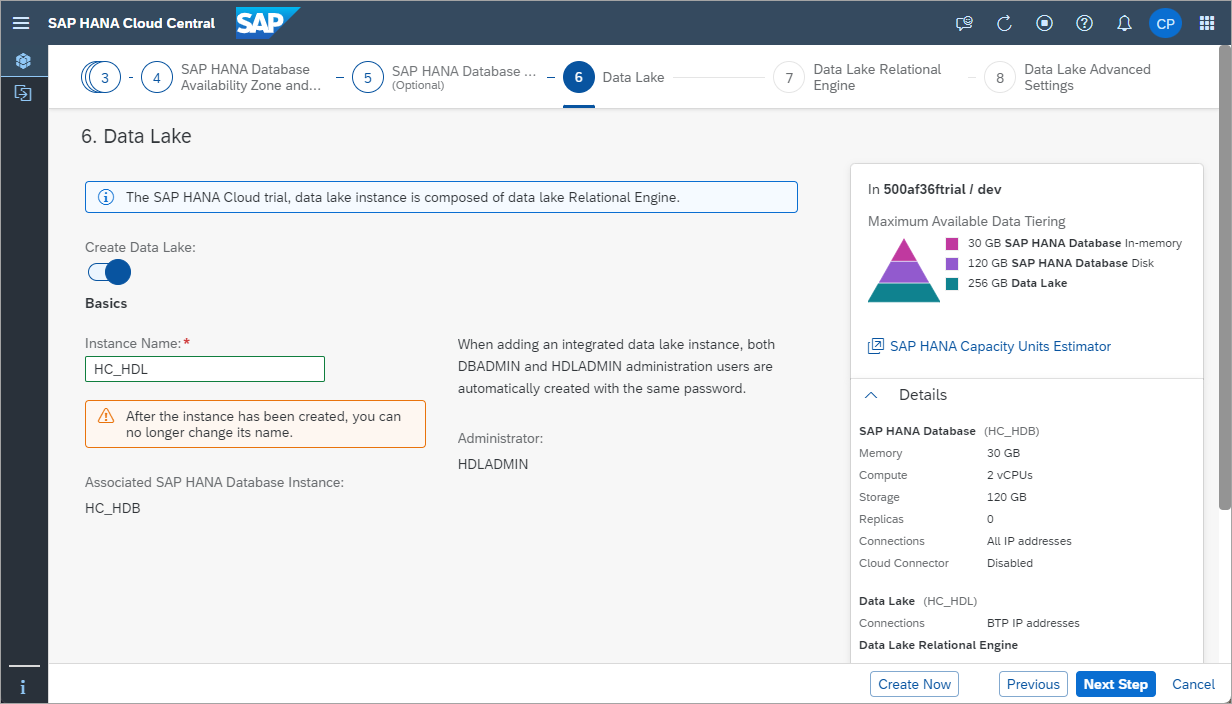 SAP HANA Cloud Central
SAP
CP
3
4
SAP HANA Database
Availability Zone and...
5
SAP HANA Database ...
(Optional)
6
Data Lake
7
Data Lake Relational
Engine
8
Data Lake Advanced
Settings
6. Data Lake
The SAP HANA Cloud trial, data lake instance is composed of data lake Relational Engine.
Create Data Lake:
Basics
Instance Name:*
HC_HDL
After the instance has been created, you can
no longer change its name.
Associated SAP HANA Database Instance:
HC_HDB
When adding an integrated data lake instance, both
DBADMIN and HDLADMIN administration users are
automatically created with the same password.
Administrator:
HDLADMIN
In 500af36ftrial / dev
Maximum Available Data Tiering
30 GB SAP HANA Database In-memory
120 GB SAP HANA Database Disk
256 GB Data Lake
SAP HANA Capacity Units Estimator
Details
SAP HANA Database (HC_HDB)
Memory 30 GB
Compute 2 vCPUs
Storage 120 GB
Replicas 0
Connections All IP addresses
Cloud Connector Disabled
Data Lake (HC_HDL)
Connections BTP IP addresses
Data Lake Relational Engine
Create Now
Previous
Next Step
Cancel